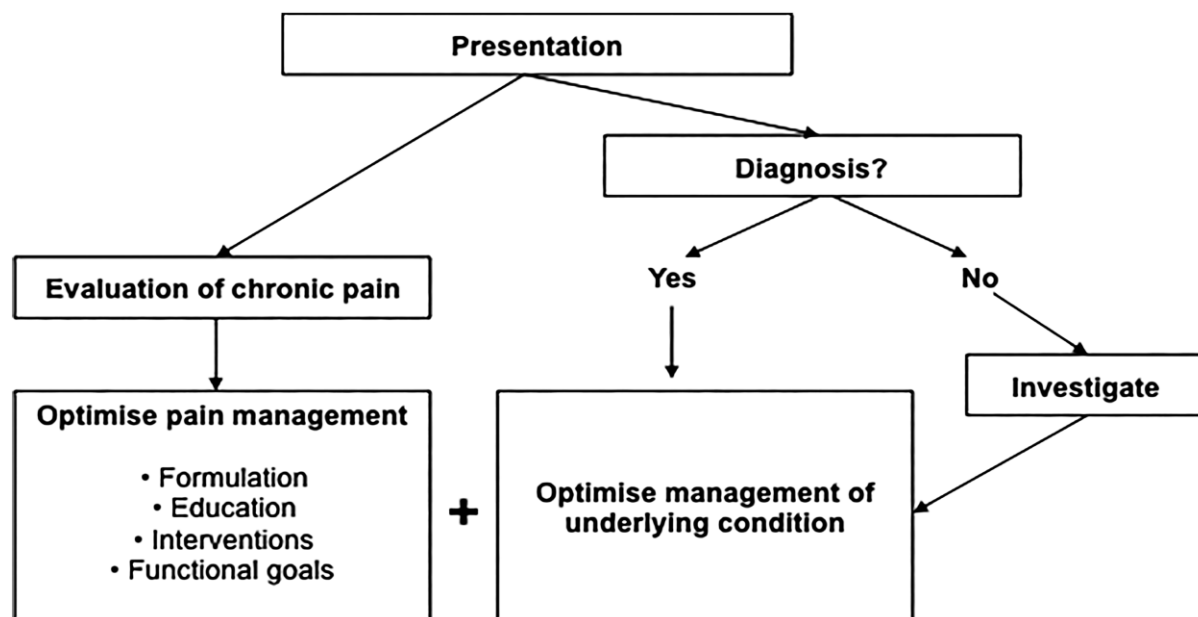 Presentation
Diagnosis?
Evaluation of chronic pain
Yes
No
Investigate
Optimise pain management
• Formulation
• Education
• Interventions
• Functional goals
+
Optimise management of
underlying condition